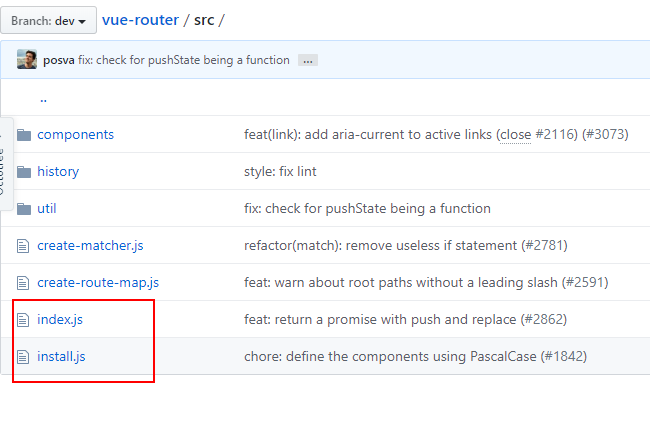 Branch: dev vue-router / src /
posva fix: check for pushState being a function …
..
components feat(link): add aria-current to active links (close #2116) (#3073)
history style: fix lint
util fix: check for pushState being a function
create-matcher.js refactor(match): remove useless if statement (#2781)
create-route-map.js feat: warn about root paths without a leading slash (#2591)
index.js feat: return a promise with push and replace (#2862)
install.js chore: define the components using PascalCase (#1842)